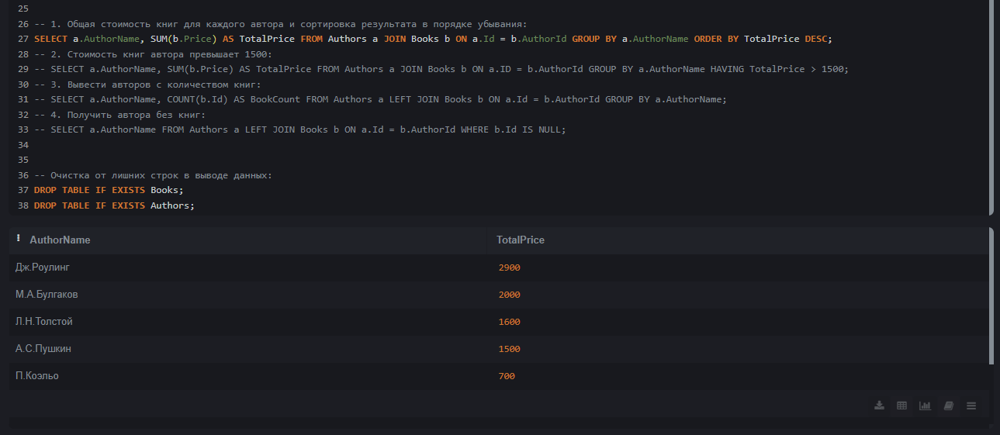 25
26 -- 1. Общая стоимость книг для каждого автора и сортировка результата в порядке убывания:
27 SELECT a.AuthorName, SUM(b.Price) AS TotalPrice FROM Authors a JOIN Books b ON a.Id = b.AuthorId GROUP BY a.AuthorName ORDER BY TotalPrice DESC;
28 -- 2. Стоимость книг автора превышает 1500:
29 -- SELECT a.AuthorName, SUM(b.Price) AS TotalPrice FROM Authors a JOIN Books b ON a.ID = b.AuthorId GROUP BY a.AuthorName HAVING TotalPrice > 1500;
30 -- 3. Вывести авторов с количеством книг:
31 -- SELECT a.AuthorName, COUNT(b.Id) AS BookCount FROM Authors a LEFT JOIN Books b ON a.Id = b.AuthorId GROUP BY a.AuthorName;
32 -- 4. Получить автора без книг:
33 -- SELECT a.AuthorName FROM Authors a LEFT JOIN Books b ON a.Id = b.AuthorId WHERE b.Id IS NULL;
34
35
36 -- Очистка от лишних строк в выводе данных:
37 DROP TABLE IF EXISTS Books;
38 DROP TABLE IF EXISTS Authors;
AuthorName TotalPrice
Дж.Роулинг 2900
М.А.Булгаков 2000
Л.Н.Толстой 1600
А.С.Пушкин 1500
П.Коэльо 700